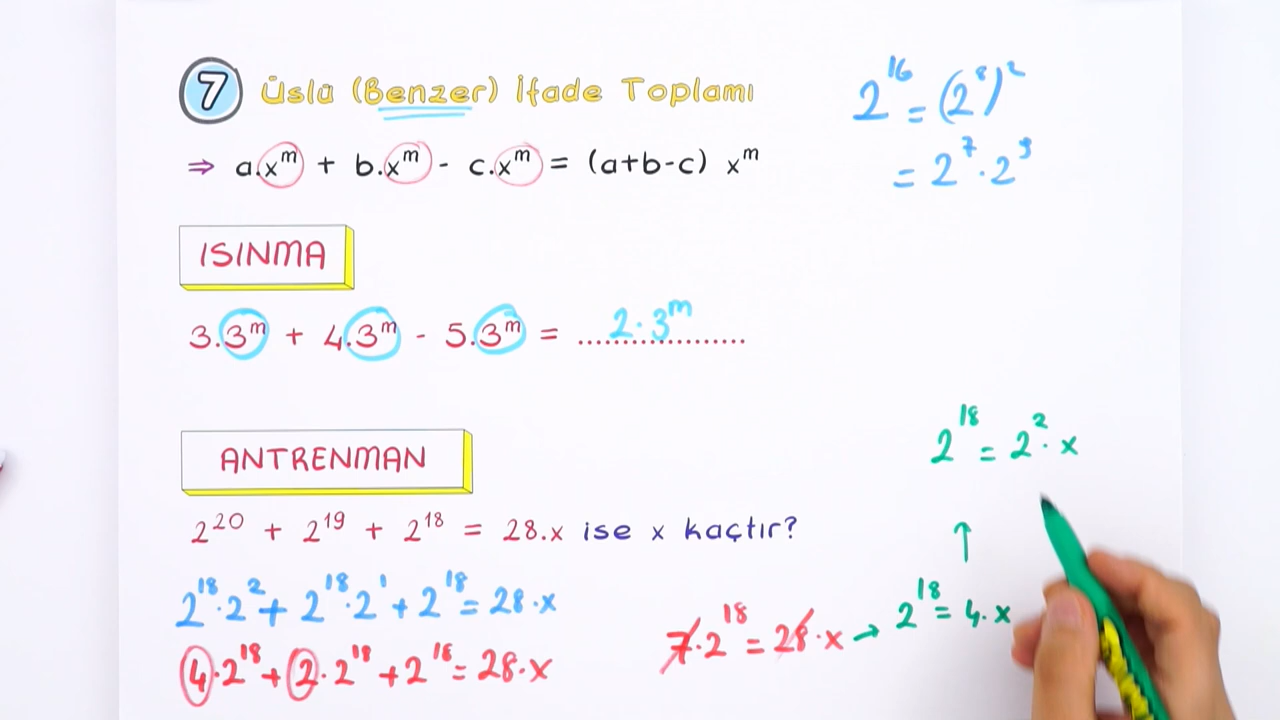 7 Üslü (Benzer) İfade Toplamı
⇒ a.x^m + b.x^m - c.x^m = (a+b-c) x^m
2^16 = (2^8)^2
= 2^7 . 2^9
ISINMA
3.3^m + 4.3^m - 5.3^m = ....2.3^m....
ANTRENMAN
2^20 + 2^19 + 2^18 = 28.x ise x kaçtır?
2^18.2^2 + 2^18.2^1 + 2^18 = 28.x
4.2^18 + 2.2^18 + 2^18 = 28.x
7.2^18 = 28.x → 2^18 = 4.x
↑
2^18 = 2^2.x